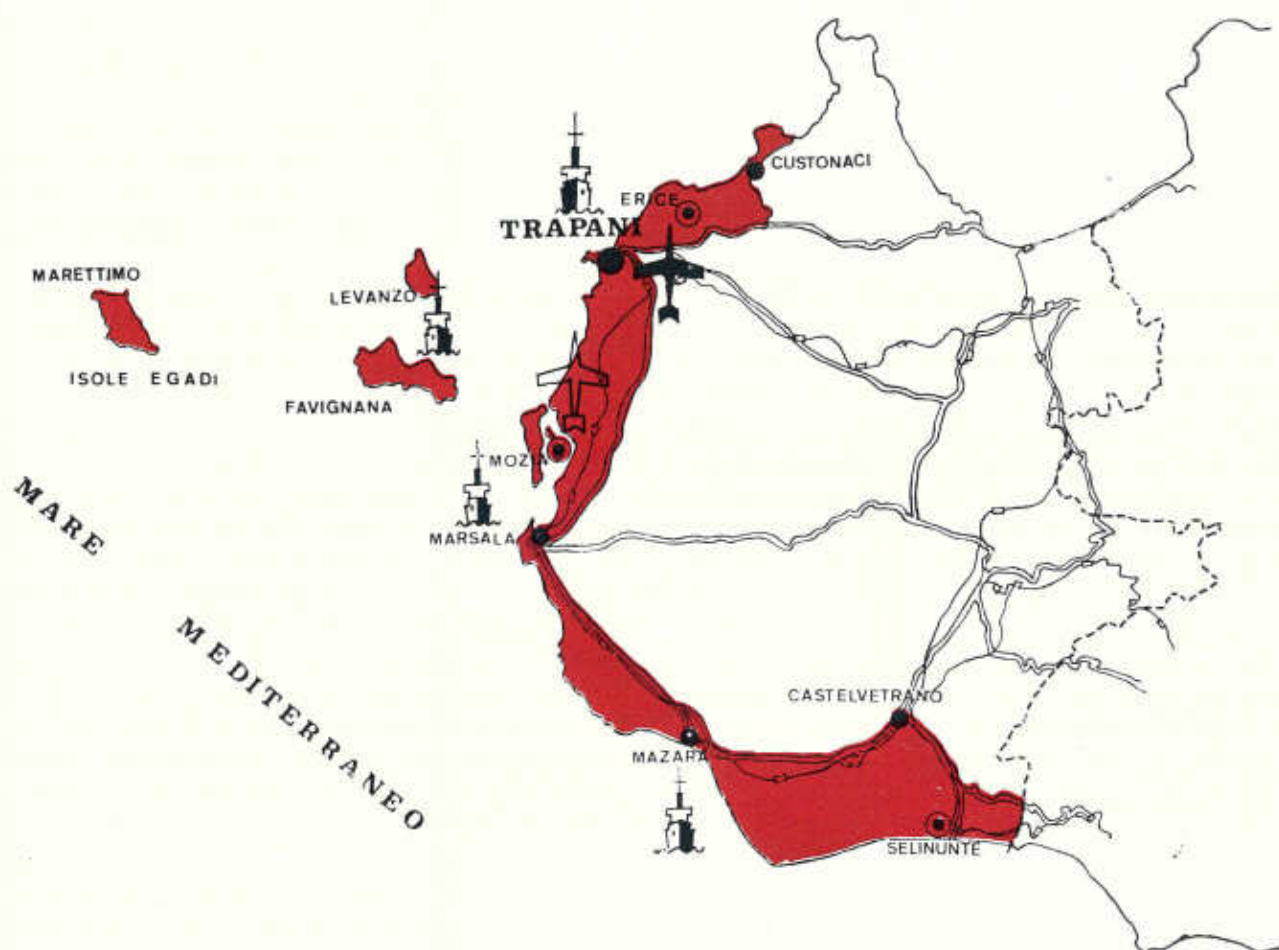 CUSTONACI
ERICE
TRAPANI
MARETTIMO
LEVANZO
ISOLE EGADI
FAVIGNANA
MOZIA
MARSALA
MARE
MEDITERRANEO
CASTELVETRANO
MAZARA
SELINUNTE